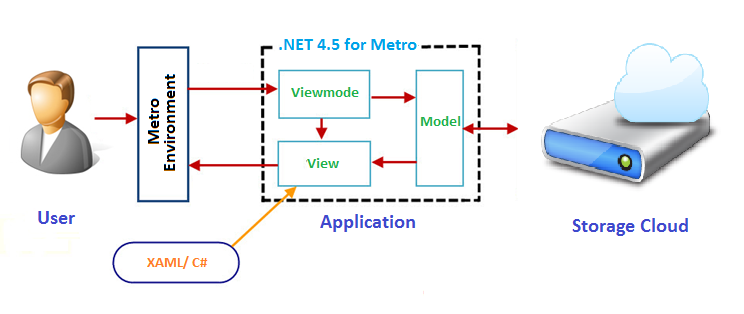 .NET 4.5 for Metro
Metro
Environment
Viewmode
Model
View
User
Application
Storage Cloud
XAML/ C#